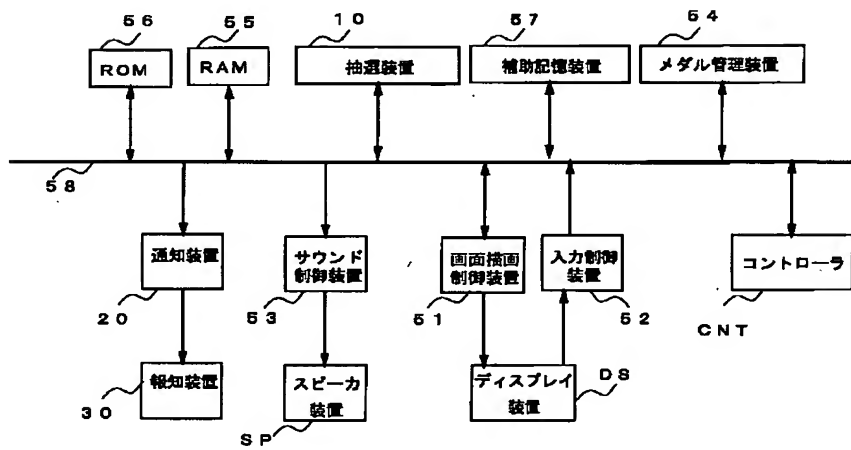 56
55
10
57
54
ROM
RAM
抽選装置
補助記憶装置
メダル管理装置
58
通知装置
サウンド
制御装置
画面描画
制御装置
入力制御
装置
コントローラ
20
53
51
52
CNT
報知装置
スピーカ
装置
ディスプレイ
装置
DS
30
SP